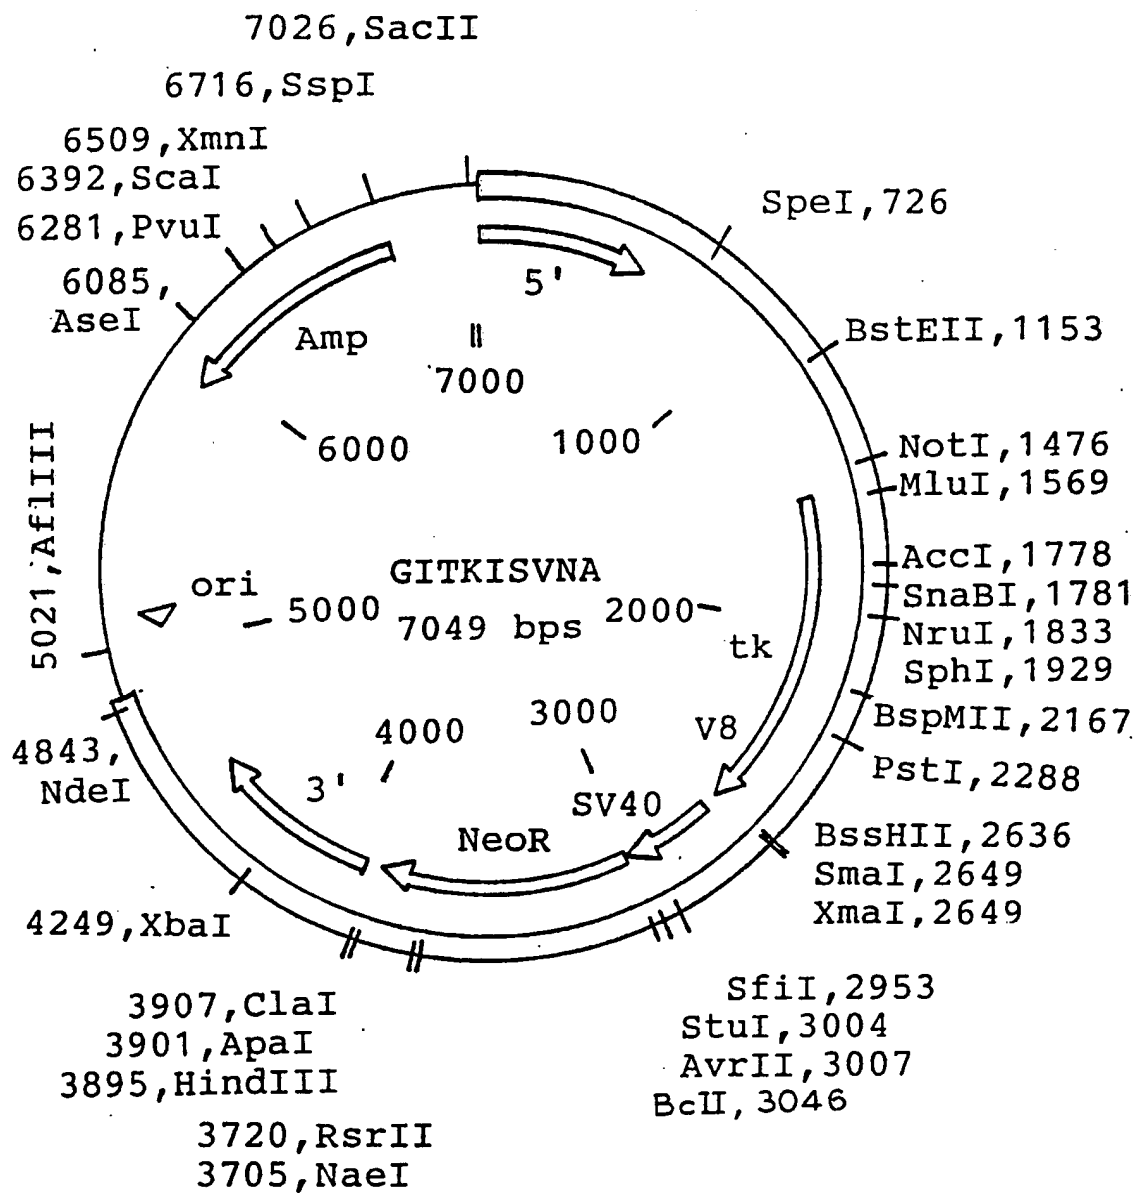 7026,SacII
6716,SspI
6509,XmnI
6392,ScaI
6281,PvuI
6085,
AseI
SpeI,726
5'
Amp
BstEII,1153
7000
6000
1000
NotI,1476
MluI,1569
5021,AflIII
ori
5000
GITKISVNA
7049 bps
2000
tk
AccI,1778
SnaBI,1781
NruI,1833
SphI,1929
BspMII,2167
PstI,2288
4843,
NdeI
4000
3000
V8
3'
SV40
NeoR
BssHII,2636
SmaI,2649
XmaI,2649
4249,XbaI
SfiI,2953
StuI,3004
AvrII,3007
BclI,3046
3907,ClaI
3901,ApaI
3895,HindIII
3720,RsrII
3705,NaeI